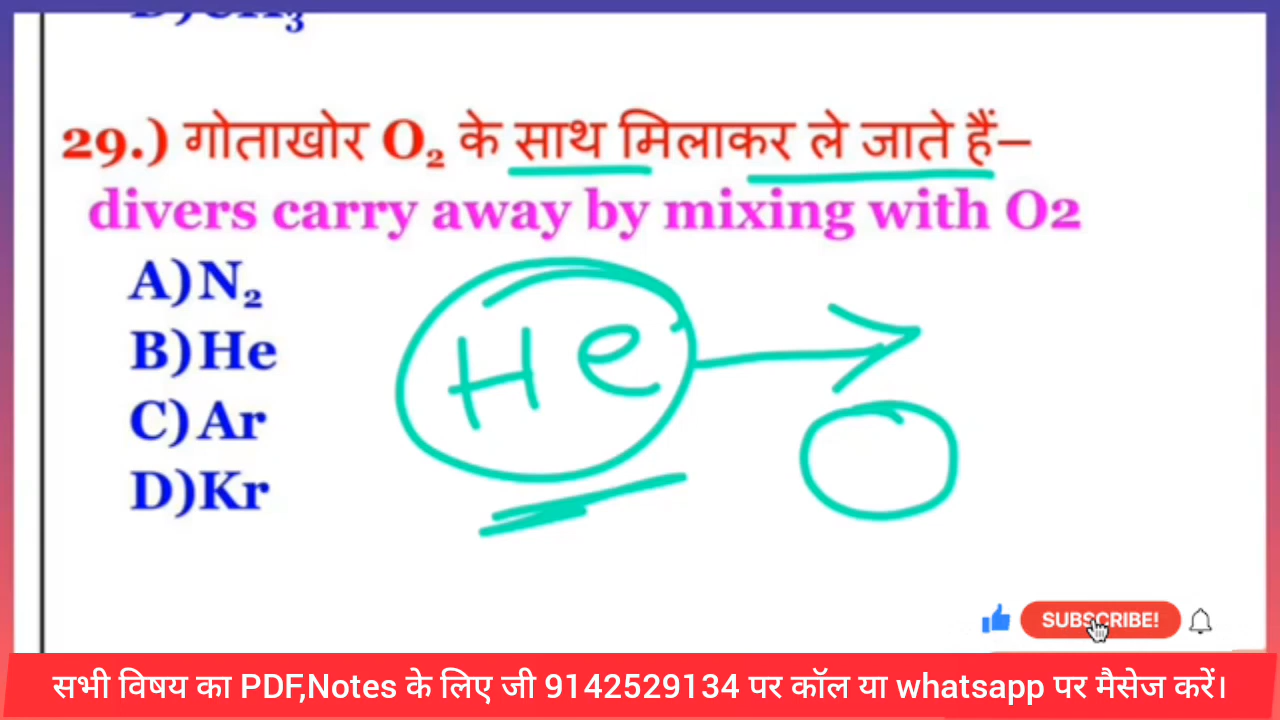 29.) गोताखोर O₂ के साथ मिलाकर ले जाते हैं–
divers carry away by mixing with O2
A) N₂
B) He
C) Ar
D) Kr
He
SUBSCRIBE!
सभी विषय का PDF,Notes के लिए जी 9142529134 पर कॉल या whatsapp पर मैसेज करें।